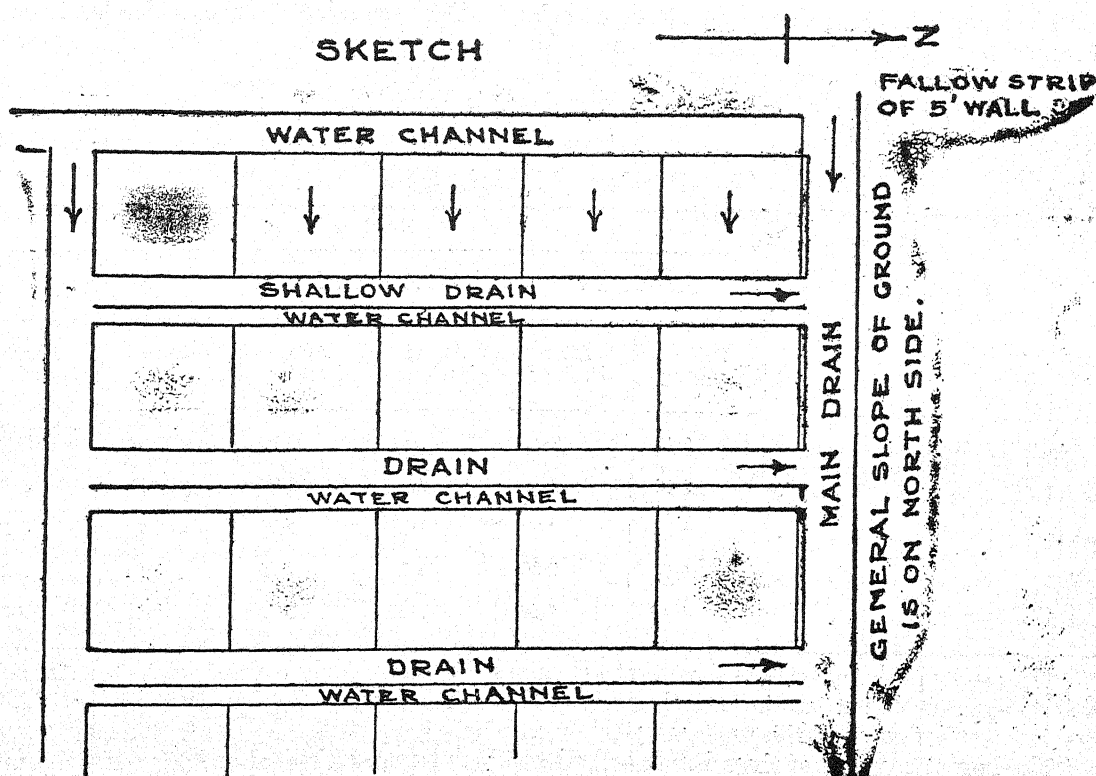 SKETCH
N
FALLOW STRIP
OF 5' WALL
WATER CHANNEL
SHALLOW DRAIN
WATER CHANNEL
DRAIN
WATER CHANNEL
DRAIN
WATER CHANNEL
MAIN DRAIN
GEMERAL SLOPE OF GROUND
IS ON NORTH SIDE.